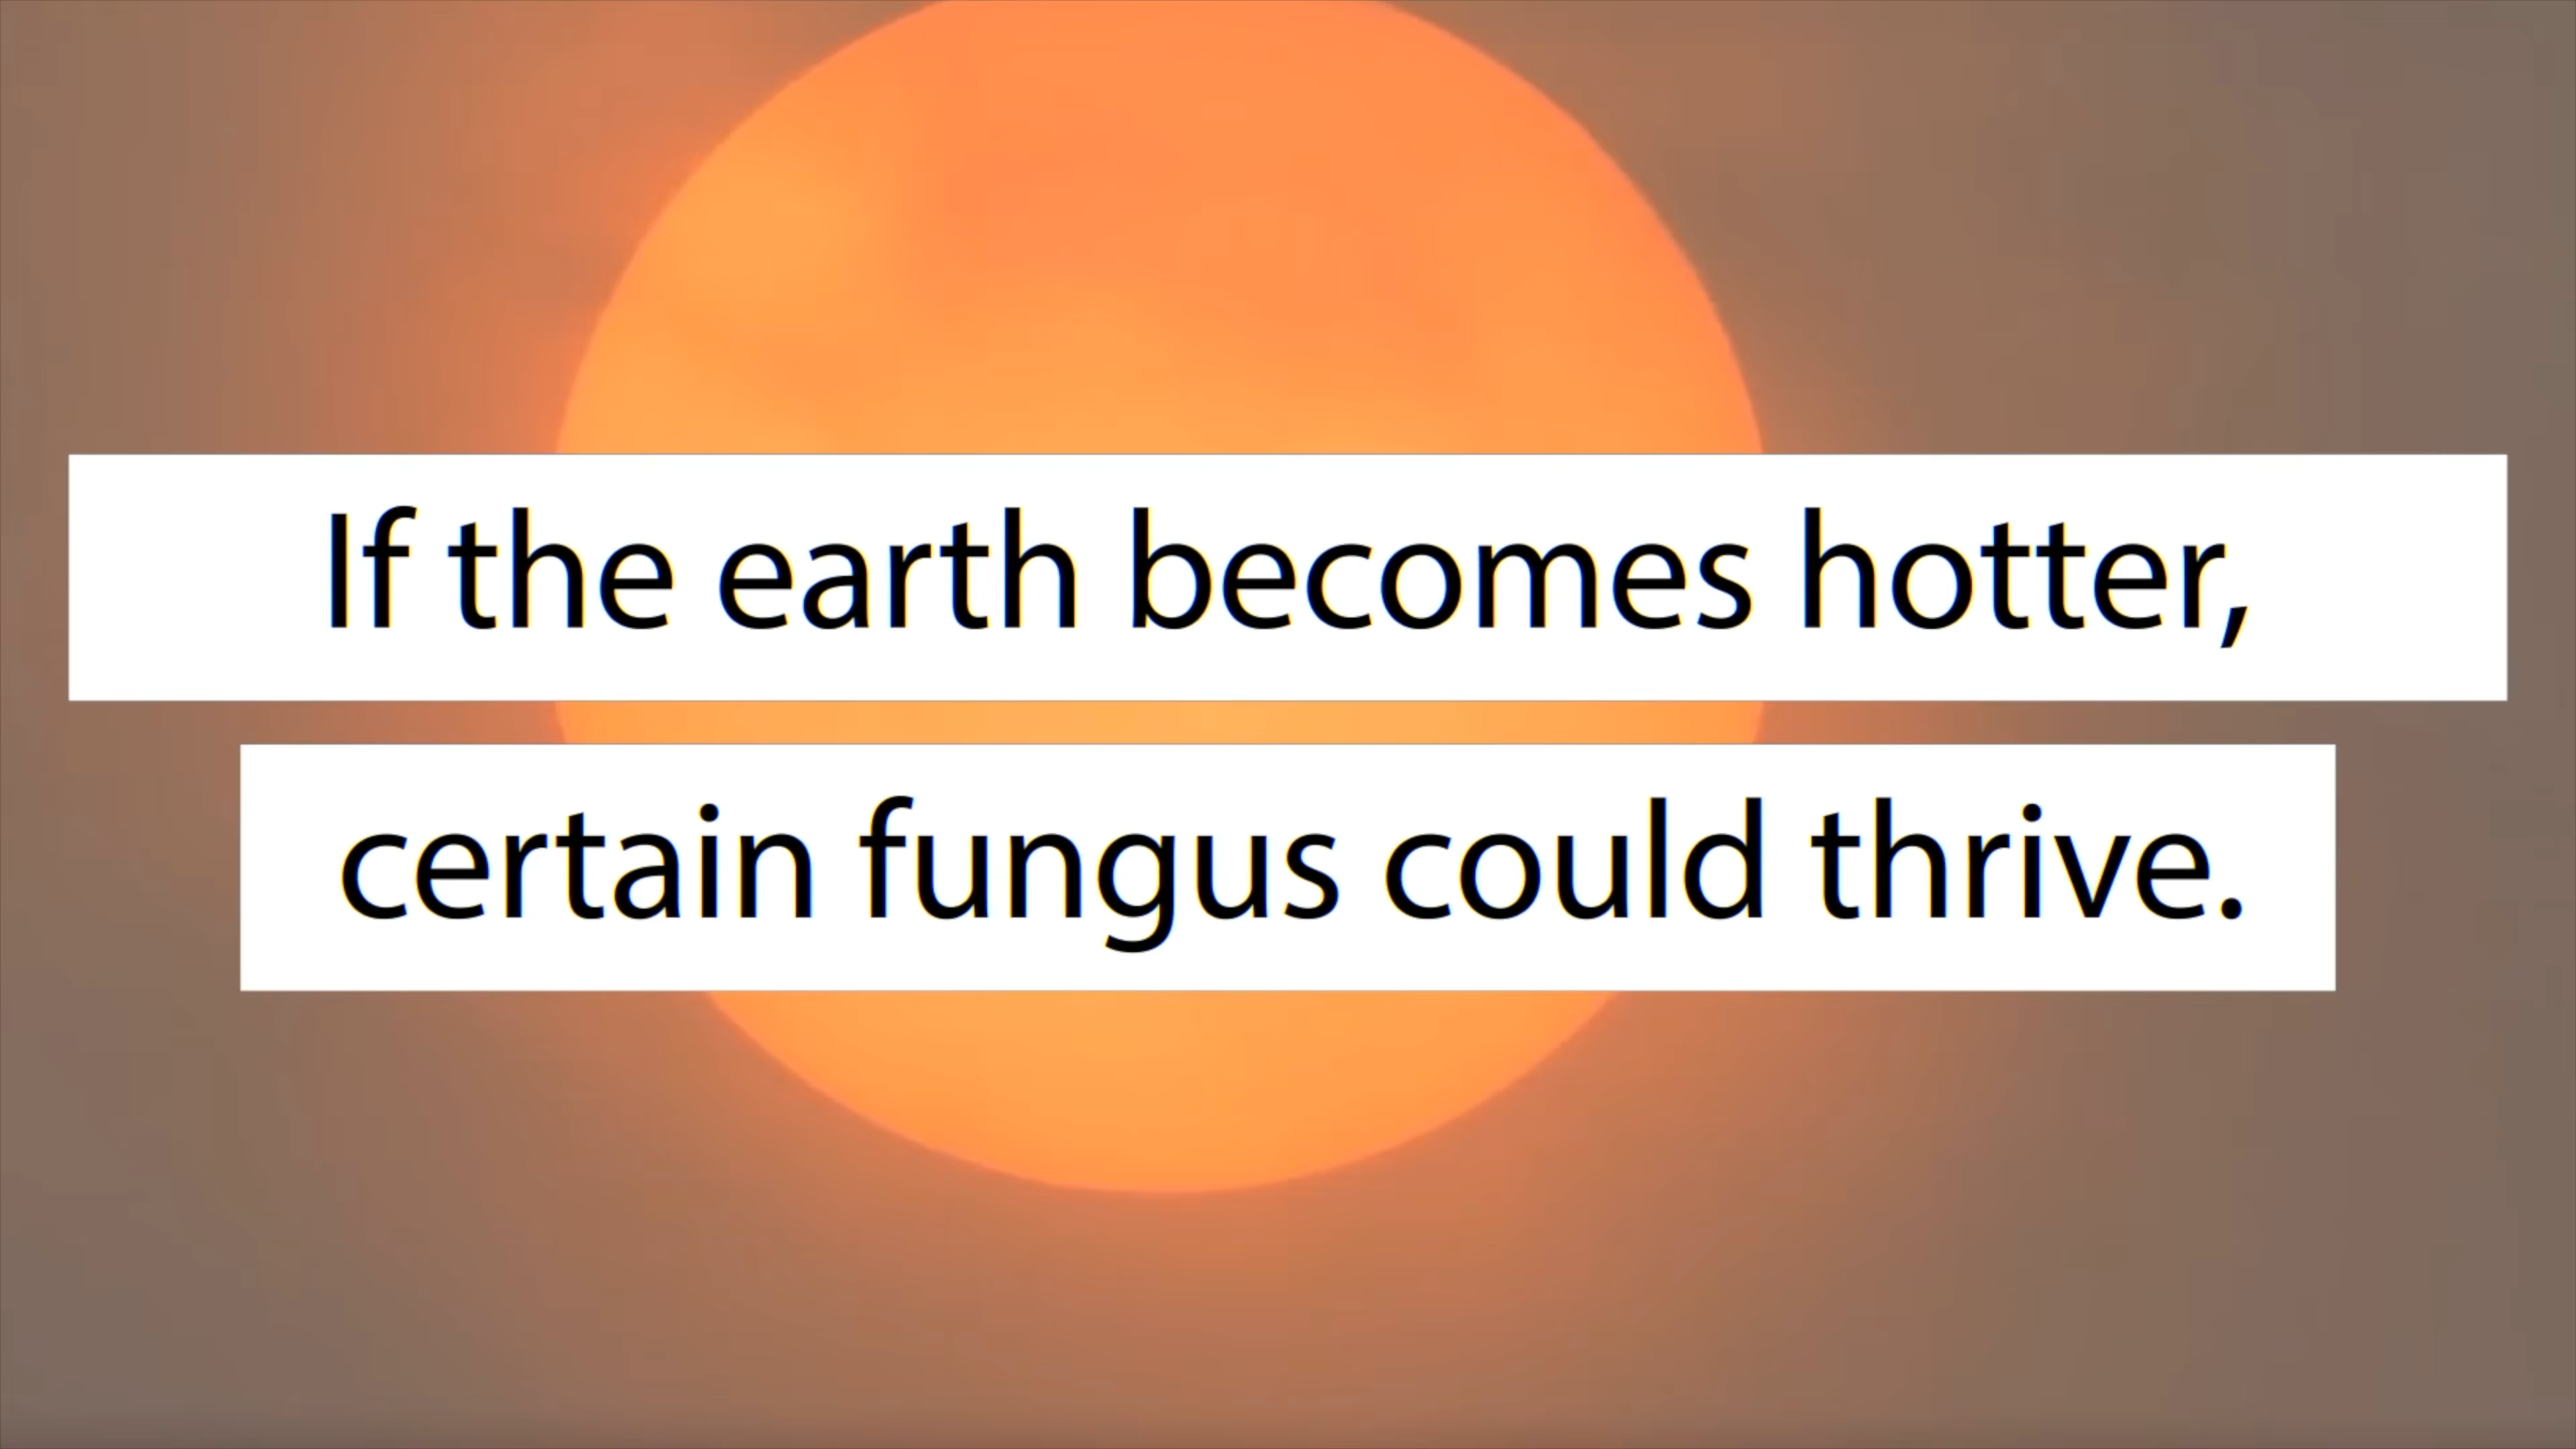 If the earth becomes hotter,
certain fungus could thrive.